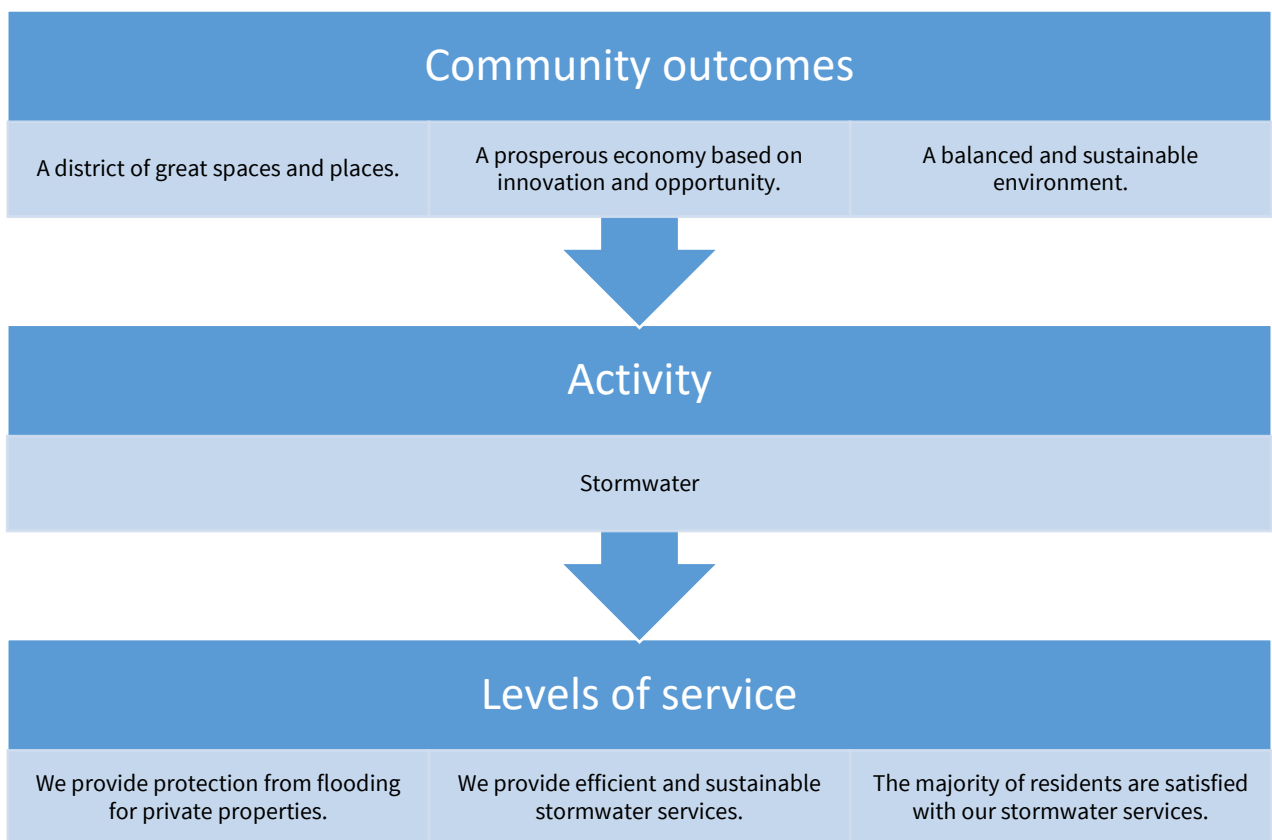 Community outcomes
A district of great spaces and places.
A prosperous economy based on
innovation and opportunity.
A balanced and sustainable
environment.
Activity
Stormwater
Levels of service
We provide protection from flooding
for private properties.
We provide efficient and sustainable
stormwater services.
The majority of residents are satisfied
with our stormwater services.